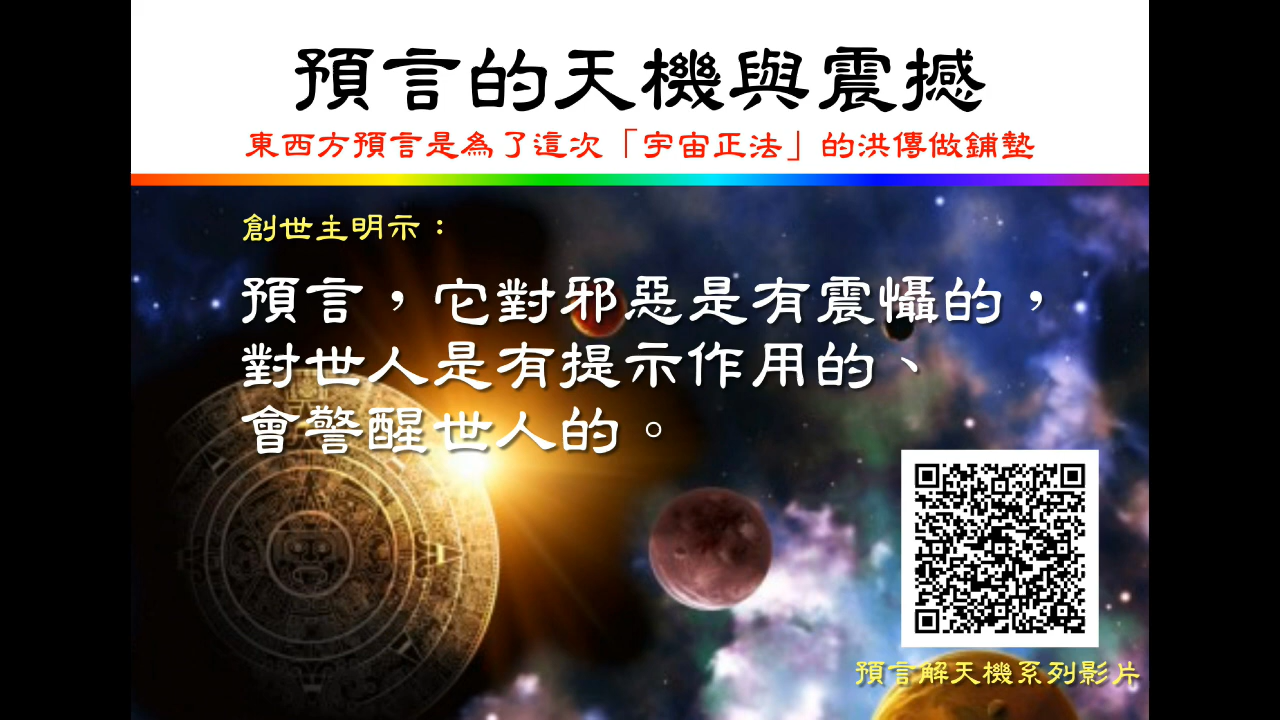 預言的天機與震撼
東西方預言是為了這次「宇宙正法」的洪傳做鋪墊
創世主明示：
預言，它對邪惡是有震懾的，
對世人是有提示作用的、
會警醒世人的。
預言解天機系列影片